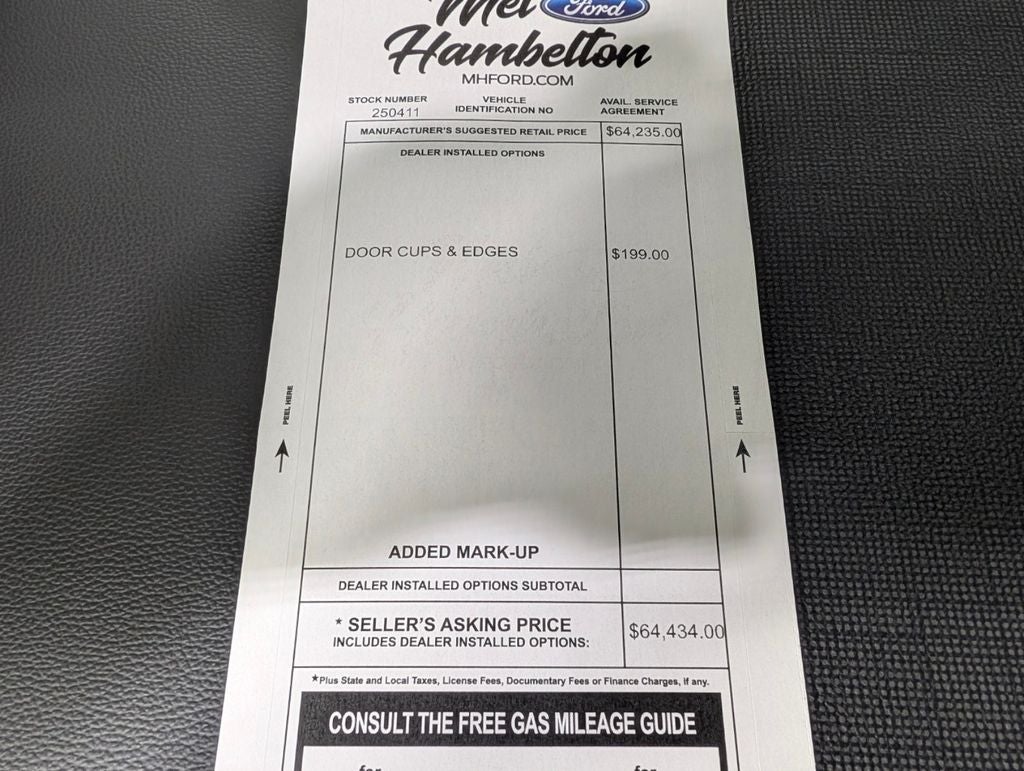 Mel Ford
Hambelton
MHFORD.COM
STOCK NUMBER
250411
VEHICLE
IDENTIFICATION NO
AVAIL. SERVICE
AGREEMENT
MANUFACTURER'S SUGGESTED RETAIL PRICE $64,235.00
DEALER INSTALLED OPTIONS
DOOR CUPS & EDGES $199.00
PEEL HERE
PEEL HERE
ADDED MARK-UP
DEALER INSTALLED OPTIONS SUBTOTAL
* SELLER'S ASKING PRICE
INCLUDES DEALER INSTALLED OPTIONS:
$64,434.00
*Plus State and Local Taxes, License Fees, Documentary Fees or Finance Charges, if any.
CONSULT THE FREE GAS MILEAGE GUIDE